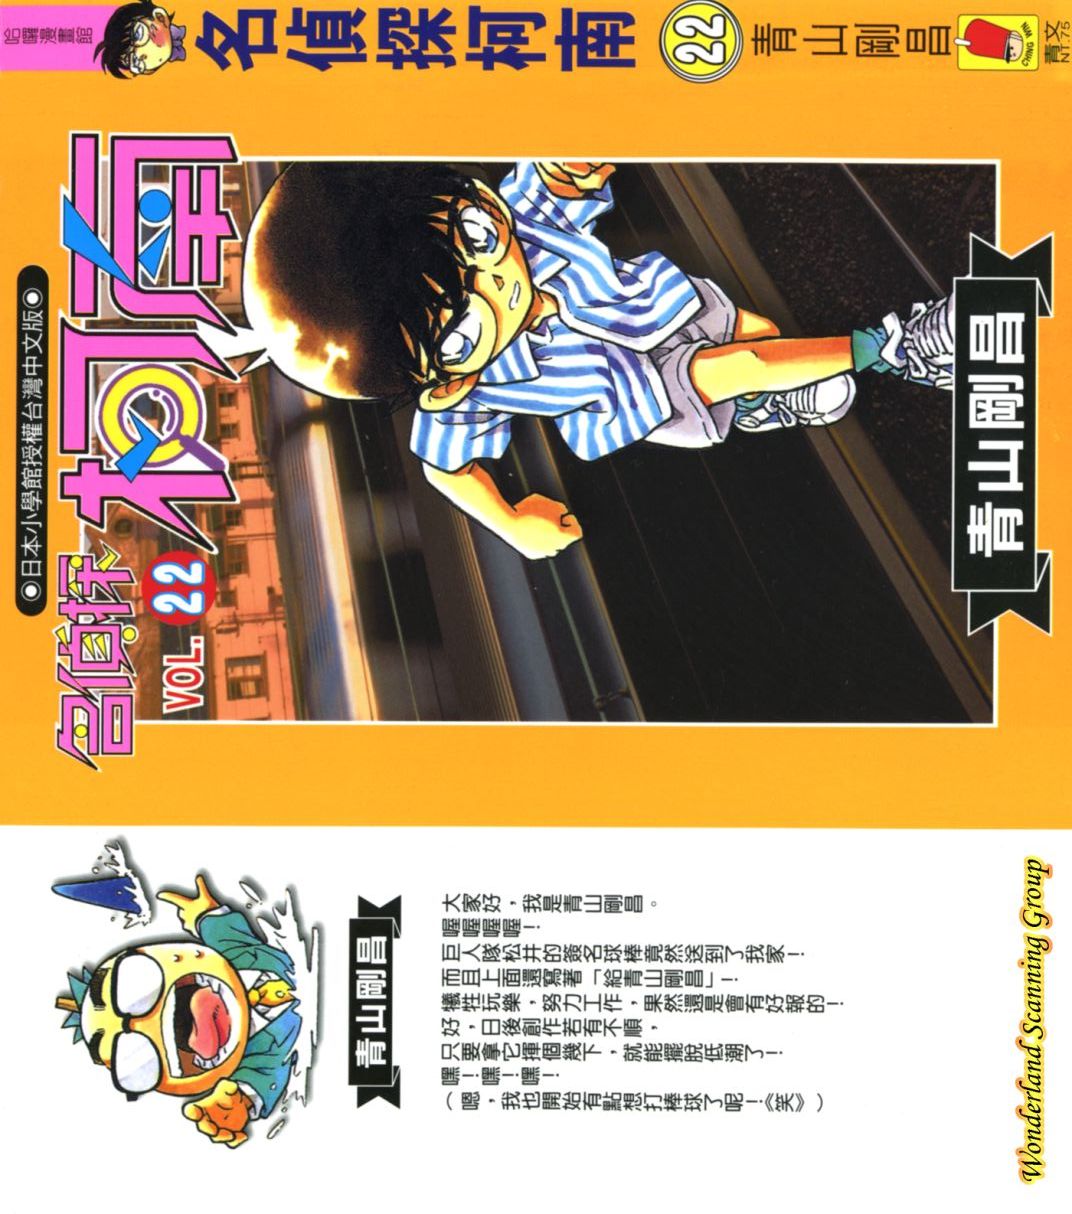 哈囉漫畫館
名偵探柯南
22
青山剛昌
CHING WIN
青文
NT.75
●日本小學館授權台灣中文版●
名偵探
柯南
VOL. 22
青山剛昌
青山剛昌
大家好，我是青山剛昌。
喔喔喔喔！
巨人隊松井的簽名球棒竟然送到了我家！
而且上面還寫著「給青山剛昌」！
犧牲玩樂，努力工作，果然還是會有好報的！
好，日後創作若有不順，
只要拿它揮個幾下，就能擺脫低潮了！
嘿！嘿！嘿！
（嗯，我也開始有點想打棒球了呢！《笑》）
Wonderland Scanning Group